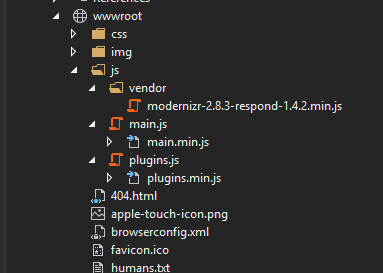 References
wwwroot
css
img
js
vendor
modernizr-2.8.3-respond-1.4.2.min.js
main.js
main.min.js
plugins.js
plugins.min.js
404.html
apple-touch-icon.png
browserconfig.xml
favicon.ico
humans.txt